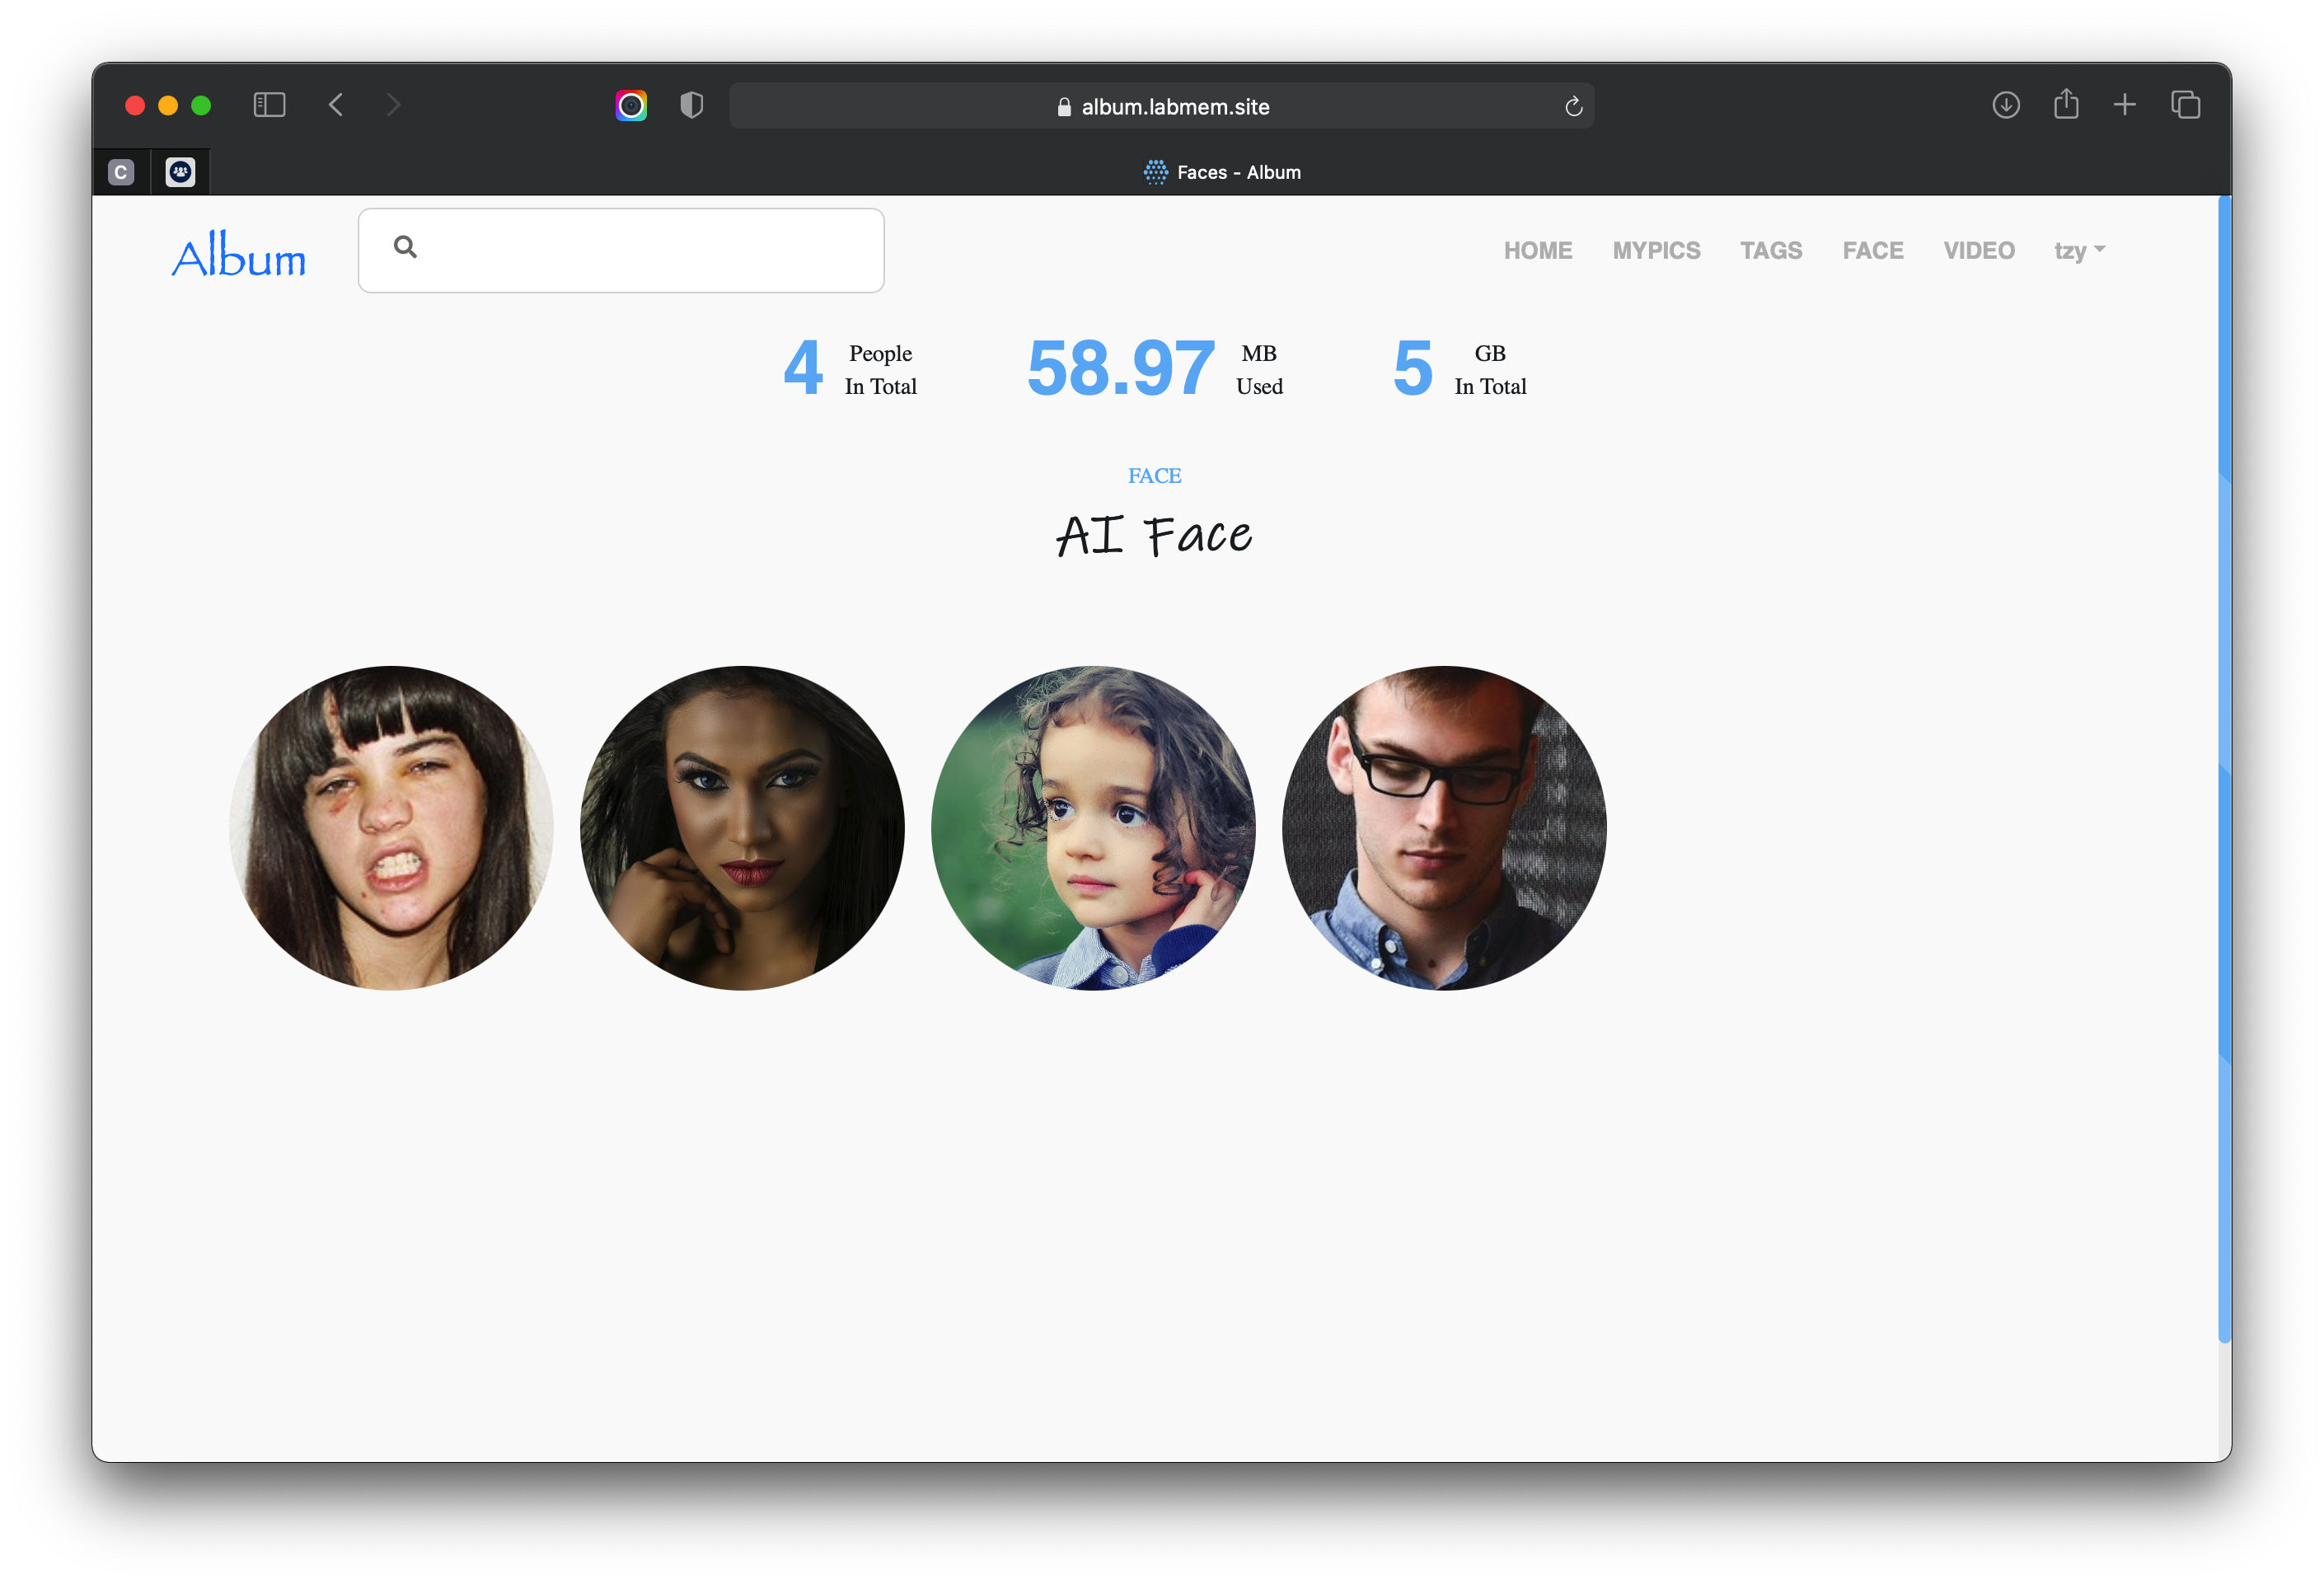 album.labmem.site
C
Faces - Album
Album
HOME MYPICS TAGS FACE VIDEO tzy
4 People In Total 58.97 MB Used 5 GB In Total
FACE
AI Face